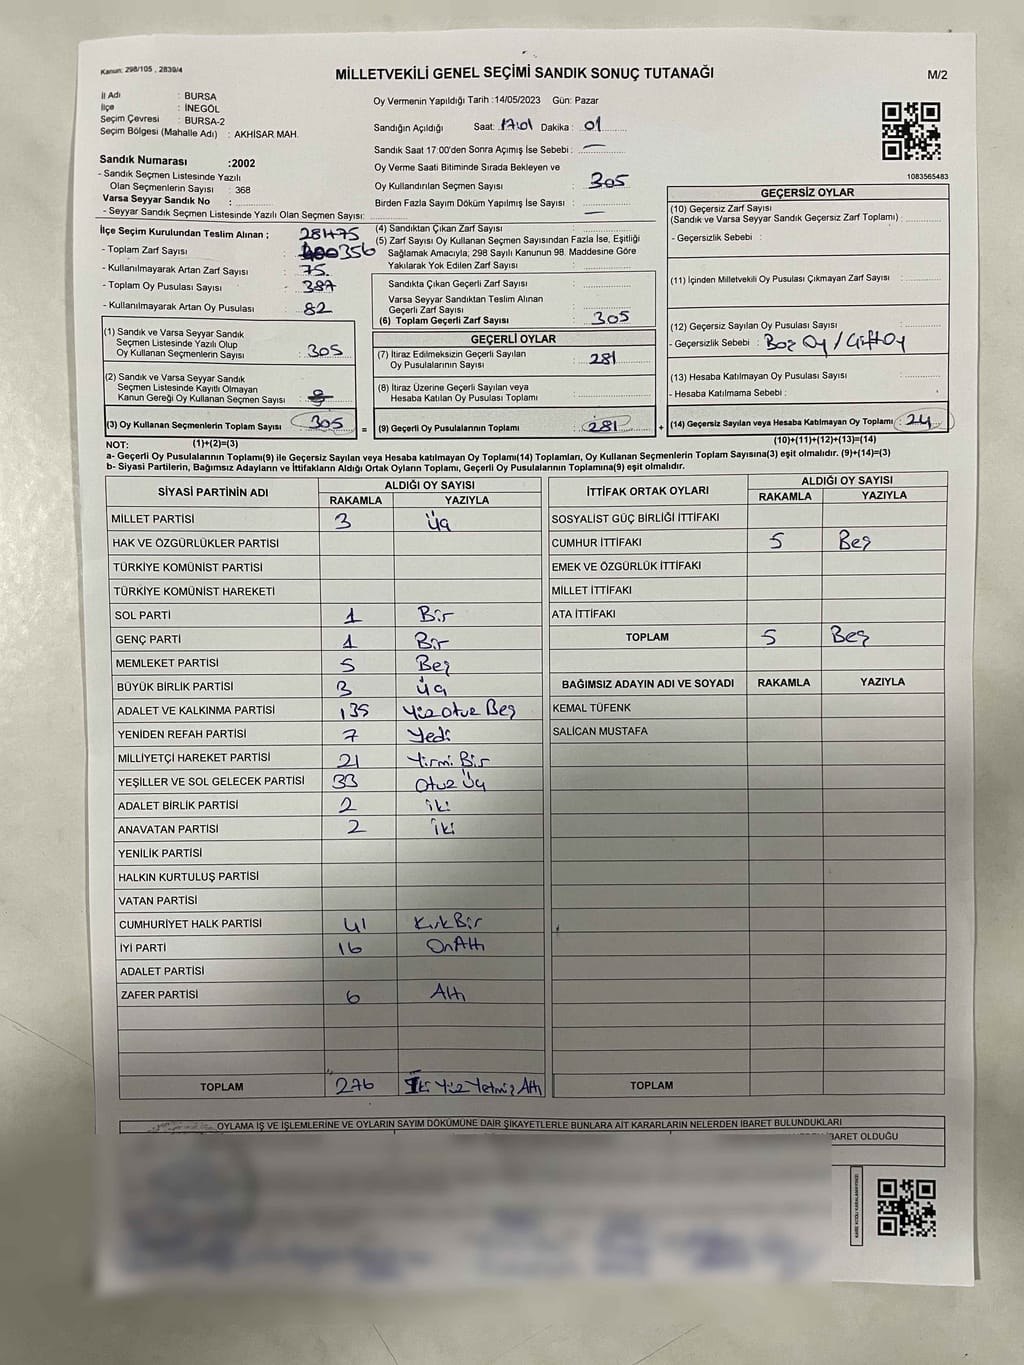 Kanun: 298/105 , 2839/4
MİLLETVEKİLİ GENEL SEÇİMİ SANDIK SONUÇ TUTANAĞI
M/2
İl Adı : BURSA
İlçe : İNEGÖL
Seçim Çevresi : BURSA-2
Seçim Bölgesi (Mahalle Adı) : AKHİSAR MAH.
Sandık Numarası :2002
- Sandık Seçmen Listesinde Yazılı
Olan Seçmenlerin Sayısı : 368
Varsa Seyyar Sandık No :
- Seyyar Sandık Seçmen Listesinde Yazılı Olan Seçmen Sayısı:
Oy Vermenin Yapıldığı Tarih :14/05/2023 Gün: Pazar
Sandığın Açıldığı Saat: 17:01 Dakika : 01
Sandık Saat 17:00'den Sonra Açımış İse Sebebi : —
Oy Verme Saati Bitiminde Sırada Bekleyen ve
Oy Kullandırılan Seçmen Sayısı : 305
Birden Fazla Sayım Döküm Yapılmış İse Sayısı : —
1083565483
İlçe Seçim Kurulundan Teslim Alınan ; 281475
- Toplam Zarf Sayısı : 356
- Kullanılmayarak Artan Zarf Sayısı : 75.
- Toplam Oy Pusulası Sayısı : 387
- Kullanılmayarak Artan Oy Pusulası : 82
(1) Sandık ve Varsa Seyyar Sandık
Seçmen Listesinde Yazılı Olup
Oy Kullanan Seçmenlerin Sayısı : 305
(2) Sandık ve Varsa Seyyar Sandık
Seçmen Listesinde Kayıtlı Olmayan
Kanun Gereği Oy Kullanan Seçmen Sayısı :
(3) Oy Kullanan Seçmenlerin Toplam Sayısı : 305 =
(1)+(2)=(3)
(4) Sandıktan Çıkan Zarf Sayısı :
(5) Zarf Sayısı Oy Kullanan Seçmen Sayısından Fazla İse, Eşitliği
Sağlamak Amacıyla, 298 Sayılı Kanunun 98. Maddesine Göre
Yakılarak Yok Edilen Zarf Sayısı :
Sandıkta Çıkan Geçerli Zarf Sayısı :
Varsa Seyyar Sandıktan Teslim Alınan
Geçerli Zarf Sayısı :
(6) Toplam Geçerli Zarf Sayısı : 305
GEÇERLİ OYLAR
(7) İtiraz Edilmeksizin Geçerli Sayılan
Oy Pusulalarının Sayısı : 281
(8) İtiraz Üzerine Geçerli Sayılan veya
Hesaba Katılan Oy Pusulası Toplamı :
(9) Geçerli Oy Pusulalarının Toplamı : 281 +
GEÇERSİZ OYLAR
(10) Geçersiz Zarf Sayısı
(Sandık ve Varsa Seyyar Sandık Geçersiz Zarf Toplamı) :
- Geçersizlik Sebebi :
(11) İçinden Milletvekili Oy Pusulası Çıkmayan Zarf Sayısı :
(12) Geçersiz Sayılan Oy Pusulası Sayısı :
- Geçersizlik Sebebi : Boş Oy / Çift Oy
(13) Hesaba Katılmayan Oy Pusulası Sayısı :
- Hesaba Katılmama Sebebi :
(14) Geçersiz Sayılan veya Hesaba Katılmayan Oy Toplamı : 24
(10)+(11)+(12)+(13)=(14)
NOT:
a- Geçerli Oy Pusulalarının Toplamı(9) ile Geçersiz Sayılan veya Hesaba katılmayan Oy Toplamı(14) Toplamları, Oy Kullanan Seçmenlerin Toplam Sayısına(3) eşit olmalıdır. (9)+(14)=(3)
b- Siyasi Partilerin, Bağımsız Adayların ve İttifakların Aldığı Ortak Oyların Toplamı, Geçerli Oy Pusulalarının Toplamına(9) eşit olmalıdır.
SİYASİ PARTİNİN ADI ALDIĞI OY SAYISI
RAKAMLA YAZIYLA
MİLLET PARTİSİ 3 Üç
HAK VE ÖZGÜRLÜKLER PARTİSİ
TÜRKİYE KOMÜNİST PARTİSİ
TÜRKİYE KOMÜNİST HAREKETİ
SOL PARTİ 1 Bir
GENÇ PARTİ 1 Bir
MEMLEKET PARTİSİ 5 Beş
BÜYÜK BİRLİK PARTİSİ 3 Üç
ADALET VE KALKINMA PARTİSİ 135 Yüz Otuz Beş
YENİDEN REFAH PARTİSİ 7 Yedi
MİLLİYETÇİ HAREKET PARTİSİ 21 Yirmi Bir
YEŞİLLER VE SOL GELECEK PARTİSİ 33 Otuz Üç
ADALET BİRLİK PARTİSİ 2 İki
ANAVATAN PARTİSİ 2 İki
YENİLİK PARTİSİ
HALKIN KURTULUŞ PARTİSİ
VATAN PARTİSİ
CUMHURİYET HALK PARTİSİ 41 Kırk Bir
İYİ PARTİ 16 On Altı
ADALET PARTİSİ
ZAFER PARTİSİ 6 Altı
TOPLAM 276 İki Yüz Yetmiş Altı
İTTİFAK ORTAK OYLARI ALDIĞI OY SAYISI
RAKAMLA YAZIYLA
SOSYALİST GÜÇ BİRLİĞİ İTTİFAKI
CUMHUR İTTİFAKI 5 Beş
EMEK VE ÖZGÜRLÜK İTTİFAKI
MİLLET İTTİFAKI
ATA İTTİFAKI
TOPLAM 5 Beş
BAĞIMSIZ ADAYIN ADI VE SOYADI RAKAMLA YAZIYLA
KEMAL TÜFENK
SALİCAN MUSTAFA
TOPLAM
OYLAMA İŞ VE İŞLEMLERİNE VE OYLARIN SAYIM DÖKÜMÜNE DAİR ŞİKAYETLERLE BUNLARA AİT KARARLARIN NELERDEN İBARET BULUNDUKLARI
İBARET OLDUĞU